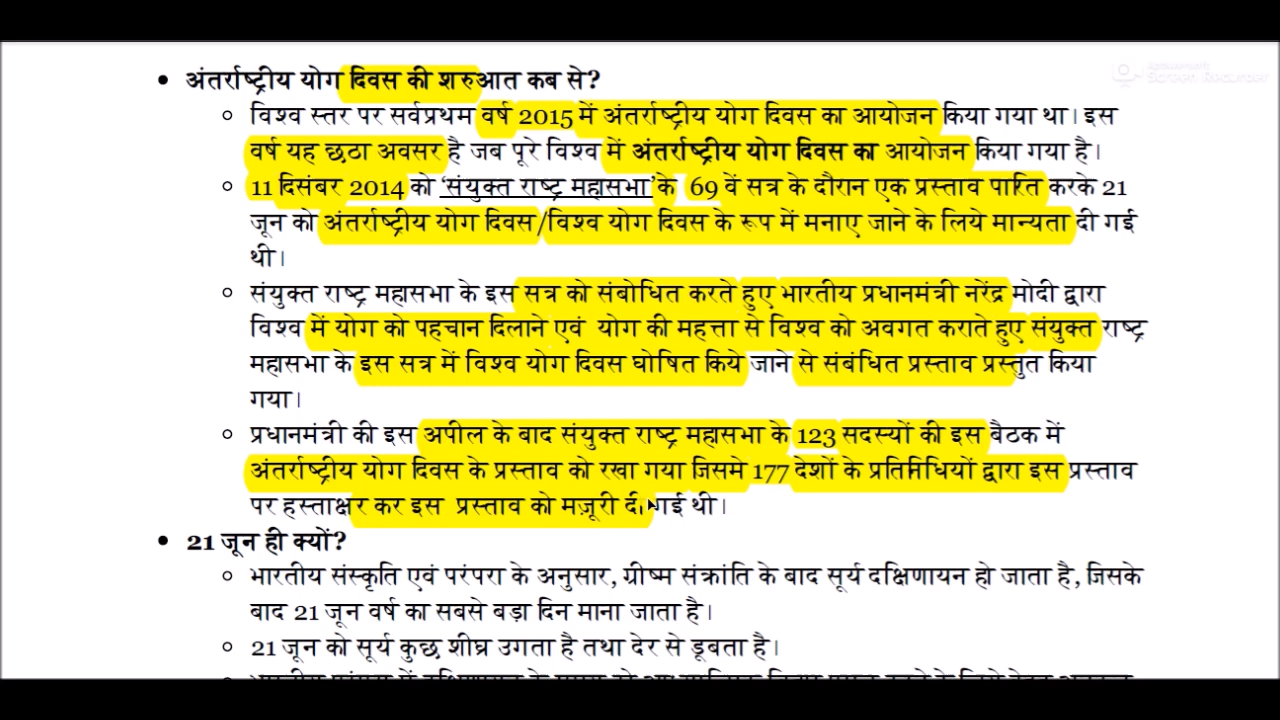 अंतर्राष्ट्रीय योग दिवस की शरुआत कब से?
विश्व स्तर पर सर्वप्रथम वर्ष 2015 में अंतर्राष्ट्रीय योग दिवस का आयोजन किया गया था। इस
वर्ष यह छठा अवसर है जब पूरे विश्व में अंतर्राष्ट्रीय योग दिवस का आयोजन किया गया है।
11 दिसंबर 2014 को 'संयुक्त राष्ट्र महासभा'के 69 वें सत्र के दौरान एक प्रस्ताव पारित करके 21
जून को अंतर्राष्ट्रीय योग दिवस/विश्व योग दिवस के रूप में मनाए जाने के लिये मान्यता दी गई
थी।
संयुक्त राष्ट्र महासभा के इस सत्र को संबोधित करते हुए भारतीय प्रधानमंत्री नरेंद्र मोदी द्वारा
विश्व में योग को पहचान दिलाने एवं योग की महत्ता से विश्व को अवगत कराते हुए संयुक्त राष्ट्र
महासभा के इस सत्र में विश्व योग दिवस घोषित किये जाने से संबंधित प्रस्ताव प्रस्तुत किया
गया।
प्रधानमंत्री की इस अपील के बाद संयुक्त राष्ट्र महासभा के 123 सदस्यों की इस बैठक में
अंतर्राष्ट्रीय योग दिवस के प्रस्ताव को रखा गया जिसमे 177 देशों के प्रतिनिधियों द्वारा इस प्रस्ताव
पर हस्ताक्षर कर इस प्रस्ताव को मज़ूरी दी गई थी।
21 जून ही क्यों?
भारतीय संस्कृति एवं परंपरा के अनुसार, ग्रीष्म संक्रांति के बाद सूर्य दक्षिणायन हो जाता है, जिसके
बाद 21 जून वर्ष का सबसे बड़ा दिन माना जाता है।
21 जून को सूर्य कुछ शीघ्र उगता है तथा देर से डूबता है।
Screen Recorder